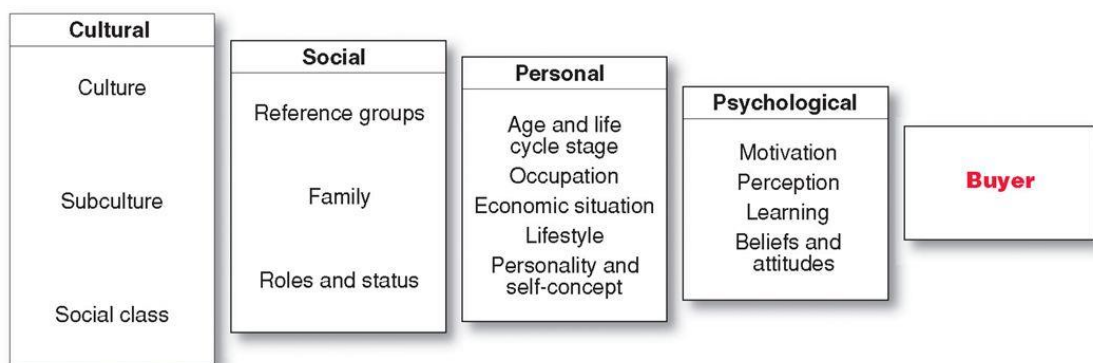 Cultural
Culture
Subculture
Social class
Social
Reference groups
Family
Roles and status
Personal
Age and life
cycle stage
Occupation
Economic situation
Lifestyle
Personality and
self-concept
Psychological
Motivation
Perception
Learning
Beliefs and
attitudes
Buyer